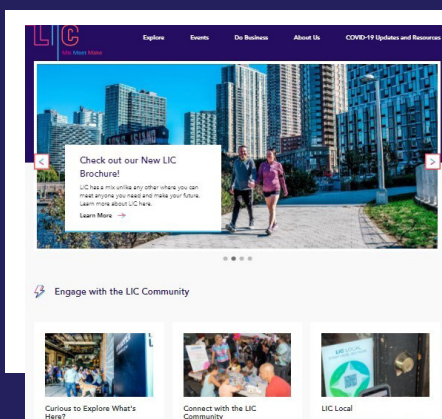 LIC
Mix Meet Make
Explore
Events
Do Business
About Us
COVID-19 Updates and Resources
Check out our New LIC
Brochure!
LIC has a mix unlike any other where you can
meet anyone you need and make your future.
Learn more about LIC here.
Learn More →
Engage with the LIC Community
Curious to Explore What's
Here?
Connect with the LIC
Community
LIC Local